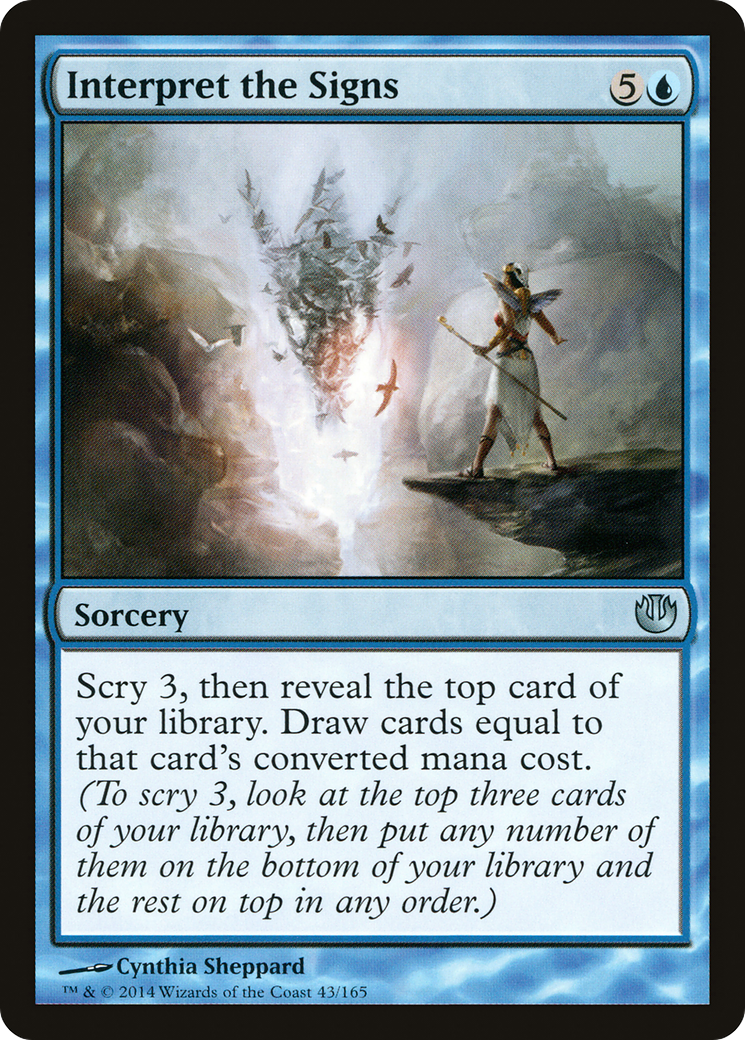 Interpret the Signs 5
Sorcery
Scry 3, then reveal the top card of
your library. Draw cards equal to
that card's converted mana cost.
(To scry 3, look at the top three cards
of your library, then put any number of
them on the bottom of your library and
the rest on top in any order.)
Cynthia Sheppard
™ & © 2014 Wizards of the Coast 43/165